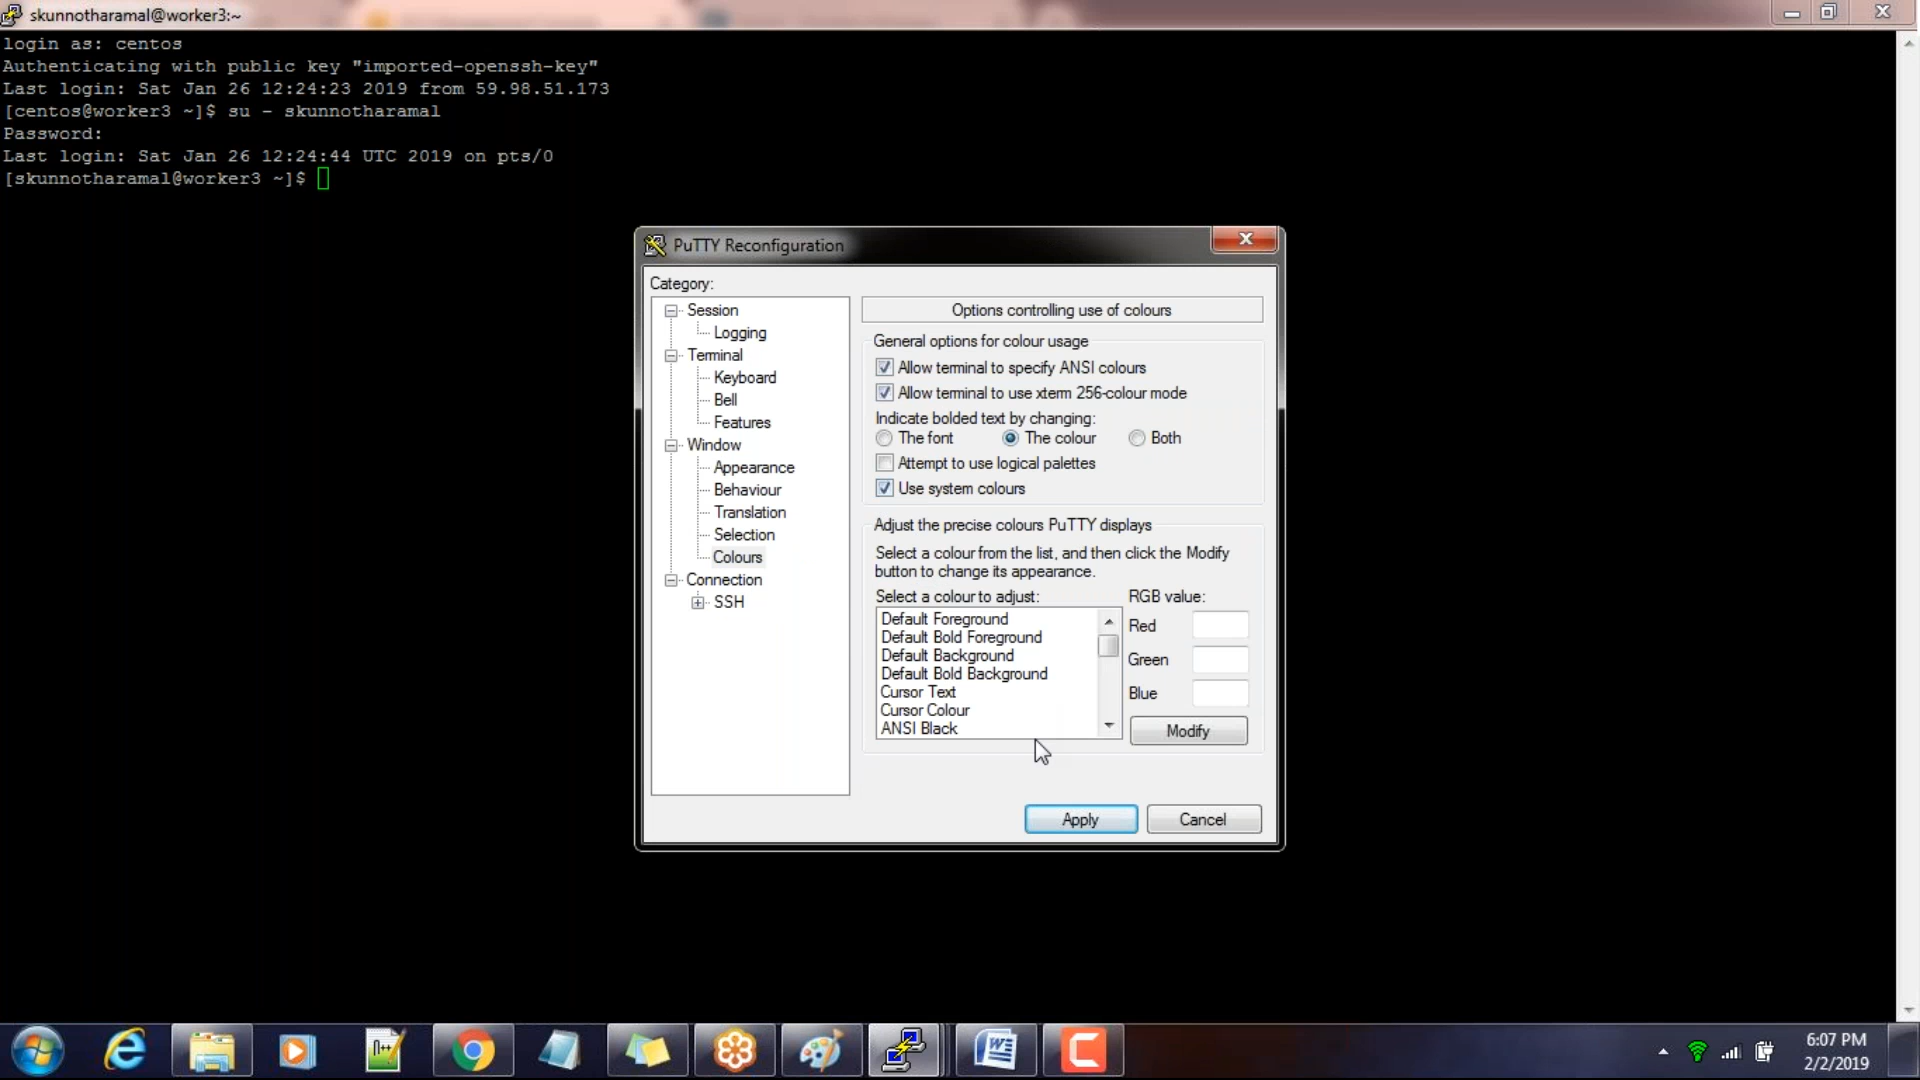 skunnotharamal@worker3:~
login as: centos
Authenticating with public key "imported-openssh-key"
Last login: Sat Jan 26 12:24:23 2019 from 59.98.51.173
[centos@worker3 ~]$ su - skunnotharamal
Password:
Last login: Sat Jan 26 12:24:44 UTC 2019 on pts/0
[skunnotharamal@worker3 ~]$
PuTTY Reconfiguration
Category:
Session
Logging
Terminal
Keyboard
Bell
Features
Window
Appearance
Behaviour
Translation
Selection
Colours
Connection
SSH
Options controlling use of colours
General options for colour usage
Allow terminal to specify ANSI colours
Allow terminal to use xterm 256-colour mode
Indicate bolded text by changing:
The font The colour Both
Attempt to use logical palettes
Use system colours
Adjust the precise colours PuTTY displays
Select a colour from the list, and then click the Modify
button to change its appearance.
Select a colour to adjust: RGB value:
Default Foreground
Default Bold Foreground
Default Background
Default Bold Background
Cursor Text
Cursor Colour
ANSI Black
Red
Green
Blue
Modify
Apply Cancel
6:07 PM
2/2/2019